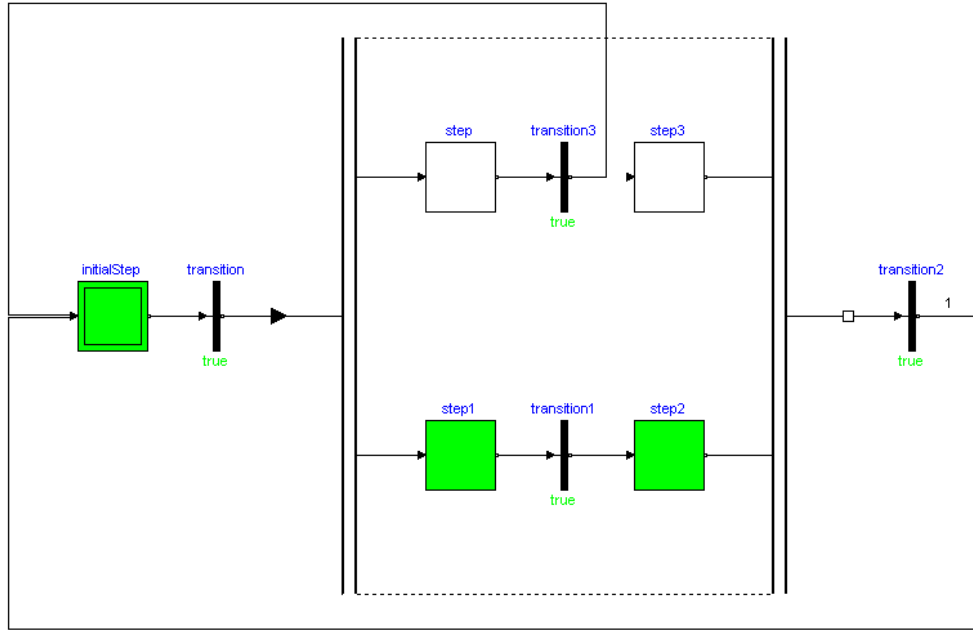 step transition3 step3
true
initialStep transition transition2
1
true true
step1 transition1 step2
true